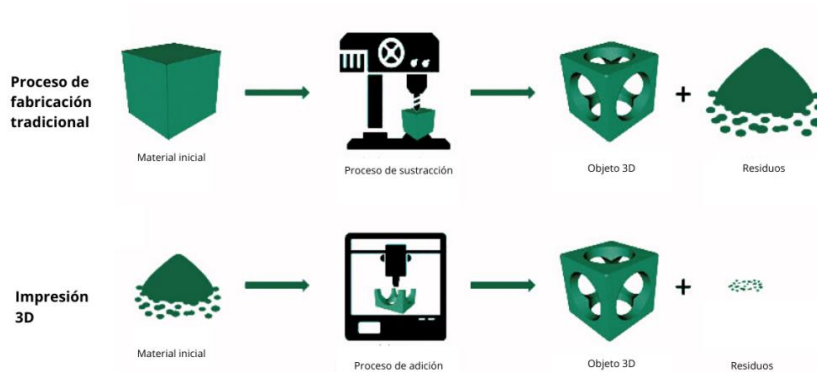 Proceso de
fabricación
tradicional
Material inicial
Proceso de sustracción
Objeto 3D
+
Residuos
Impresión
3D
Material inicial
Proceso de adición
Objeto 3D
+
Residuos